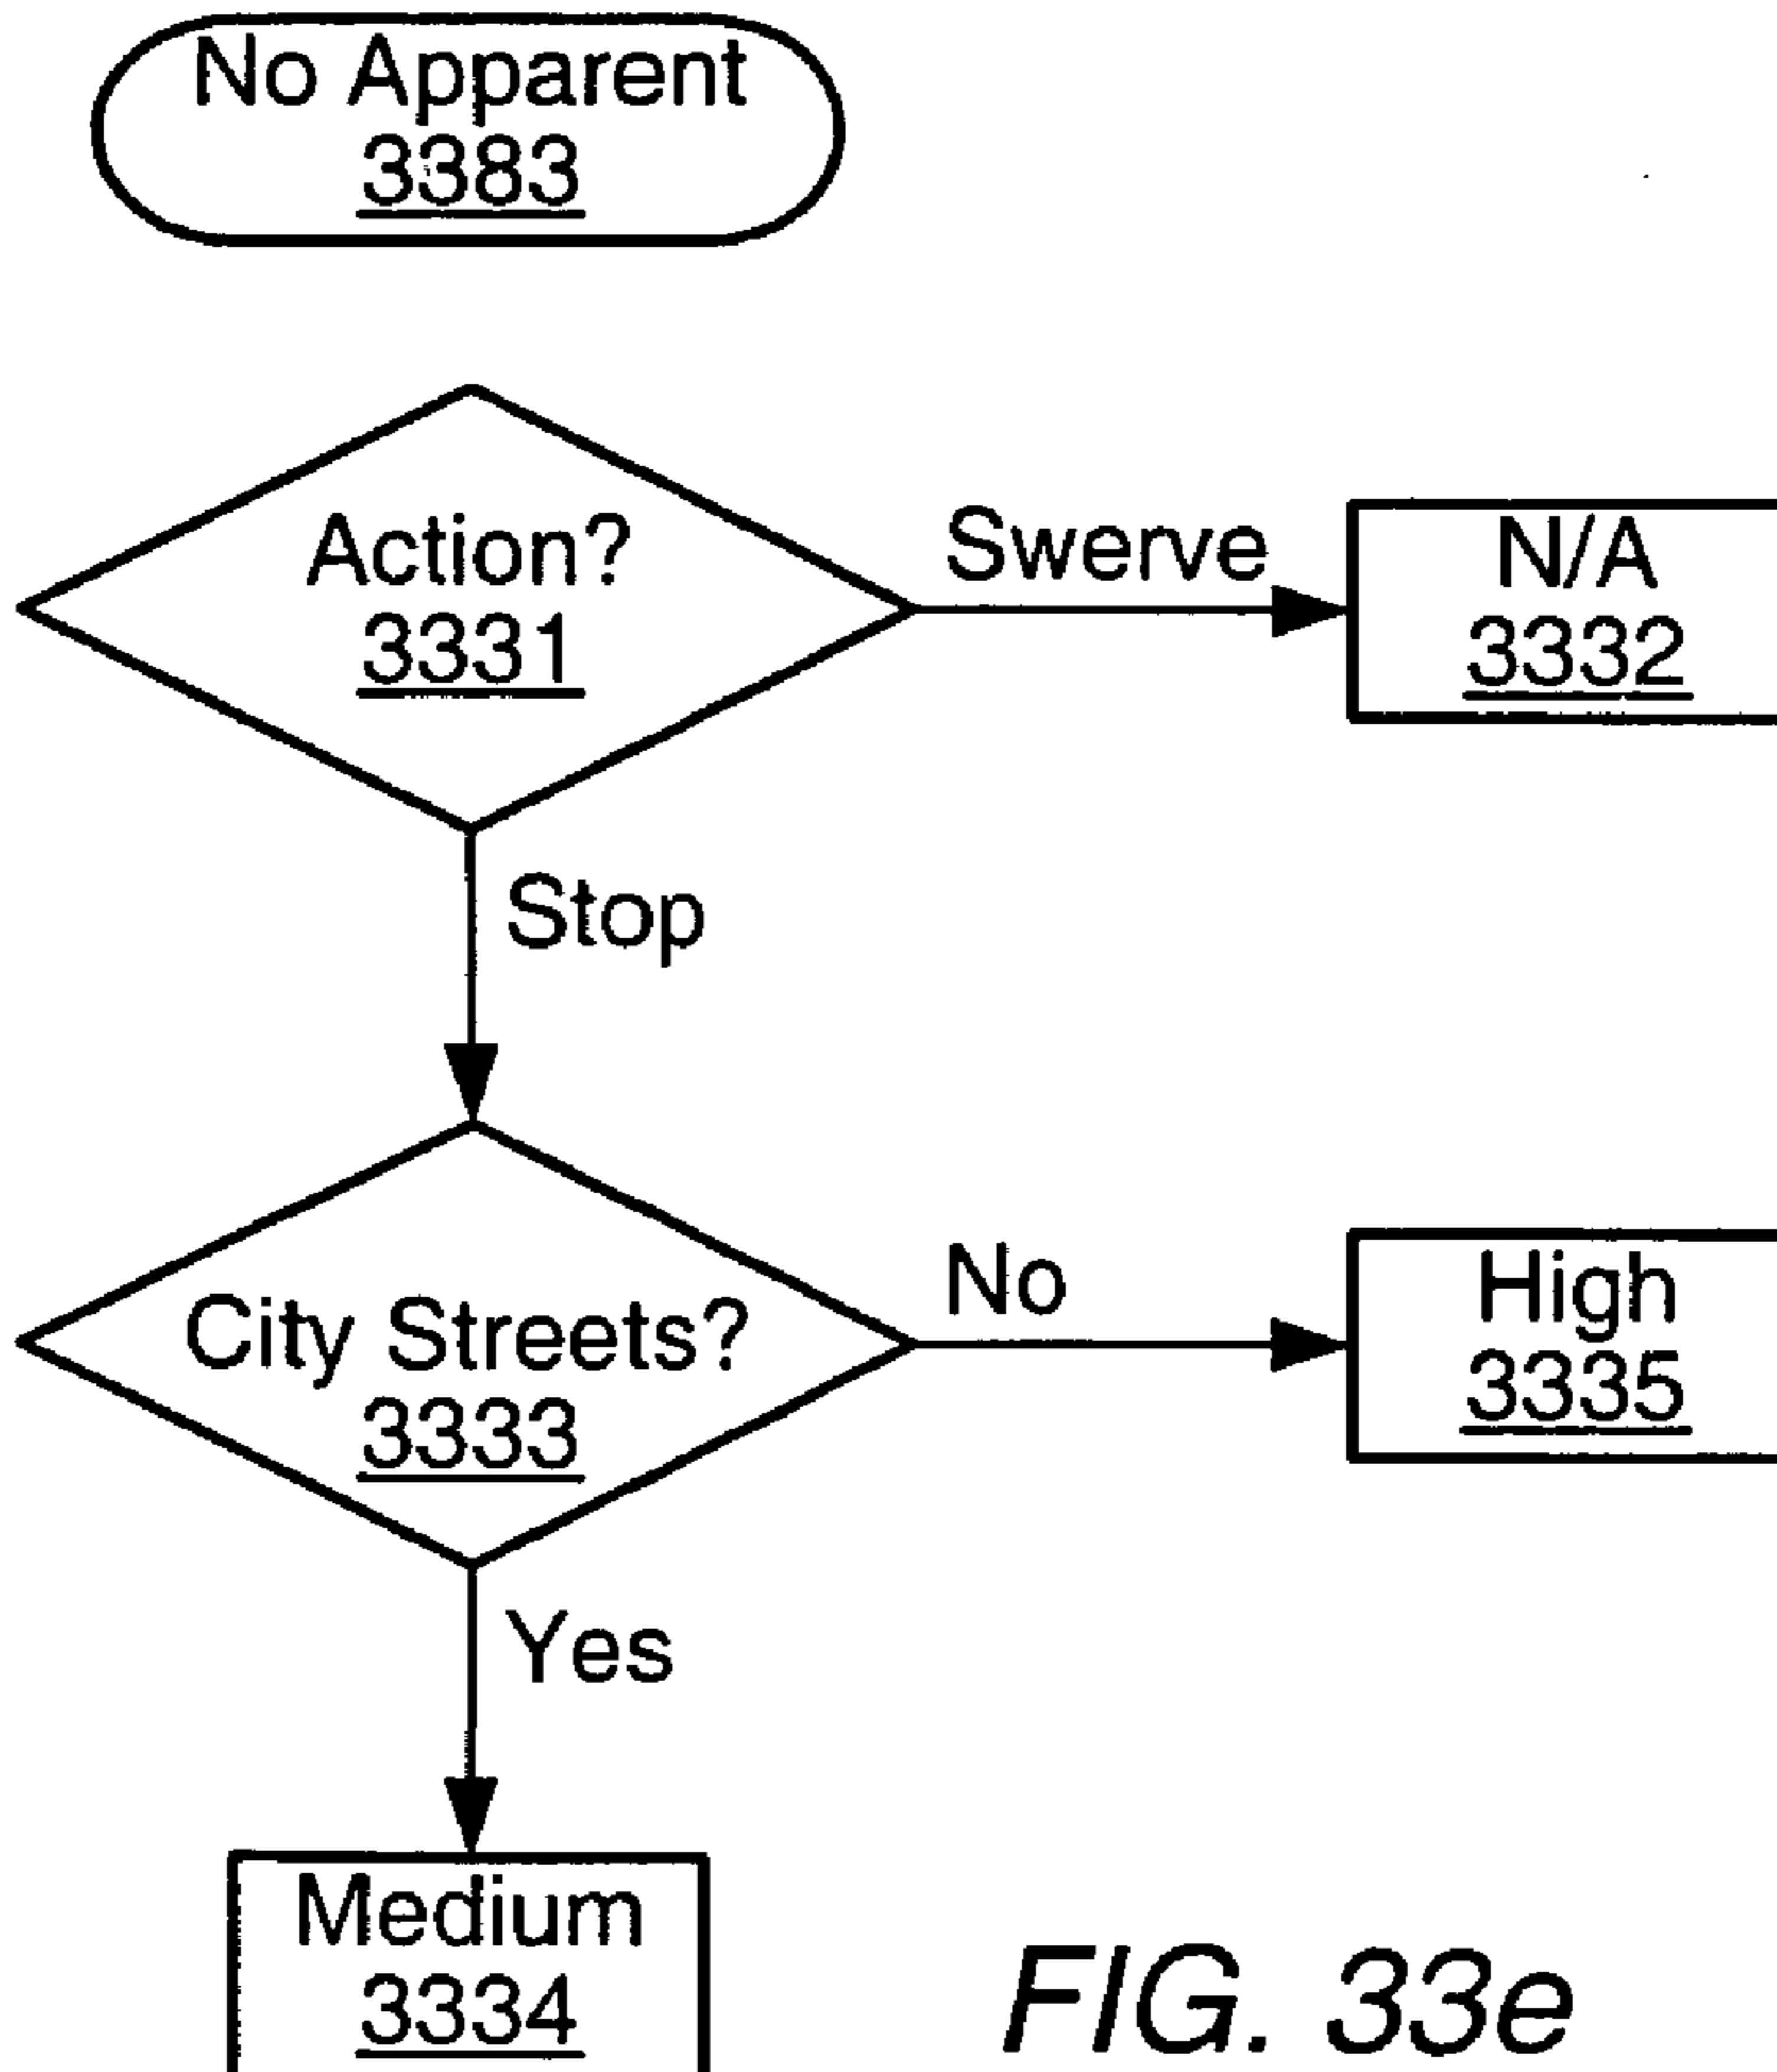 No Apparent
3383
Action?
3331
Swerve
N/A
3332
Stop
City Streets?
3333
No
High
3335
Yes
Medium
3334
FIG. 33e